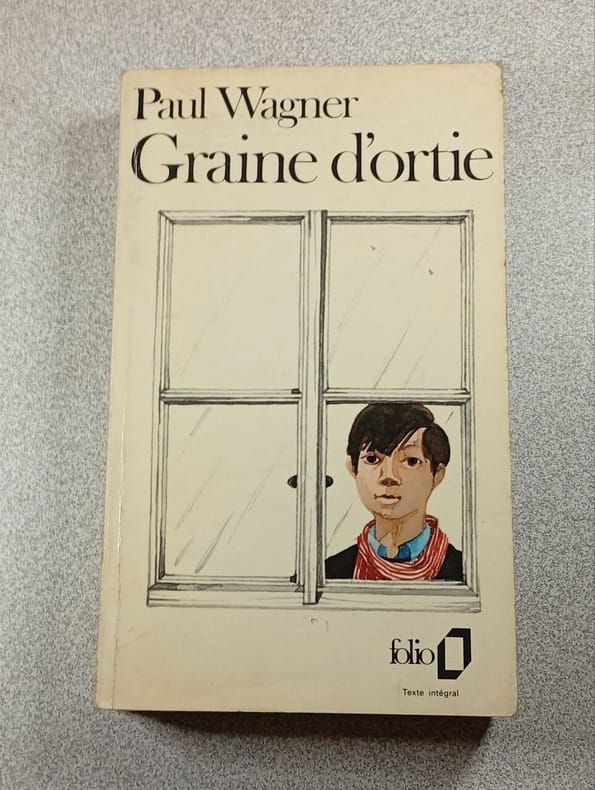 Paul Wagner
Graine d'ortie
folio
Texte intégral